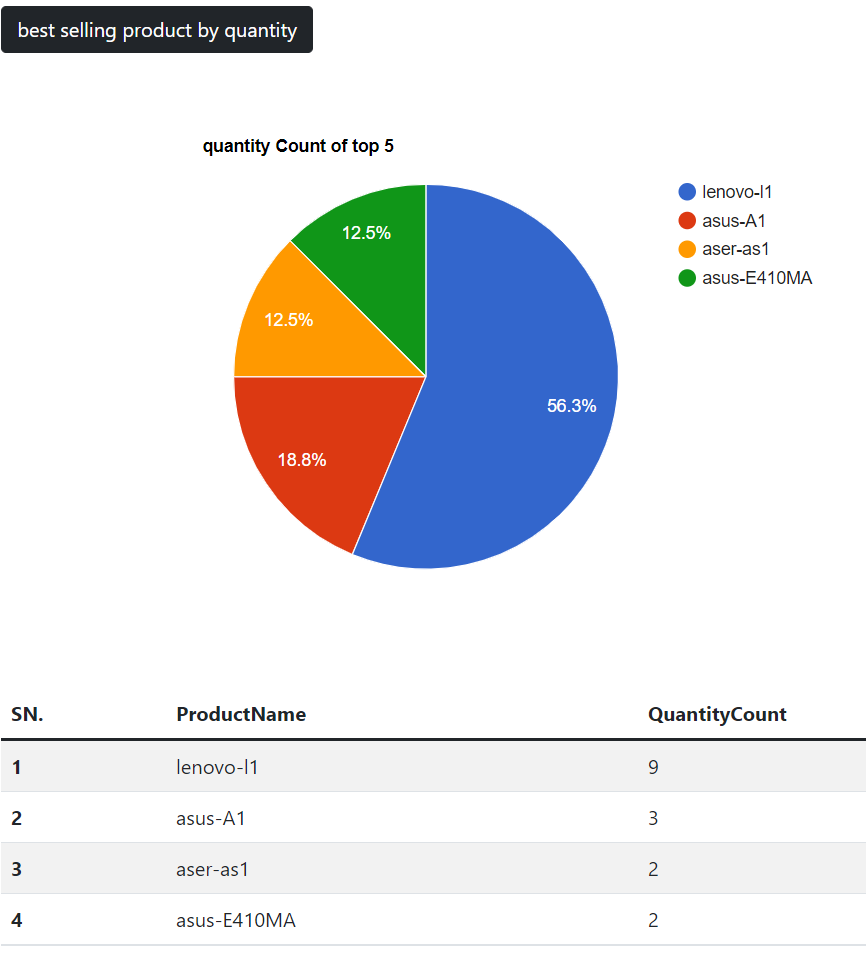 best selling product by quantity
quantity Count of top 5
lenovo-l1
asus-A1
aser-as1
asus-E410MA
12.5%
12.5%
56.3%
18.8%
SN. ProductName QuantityCount
1 lenovo-l1 9
2 asus-A1 3
3 aser-as1 2
4 asus-E410MA 2